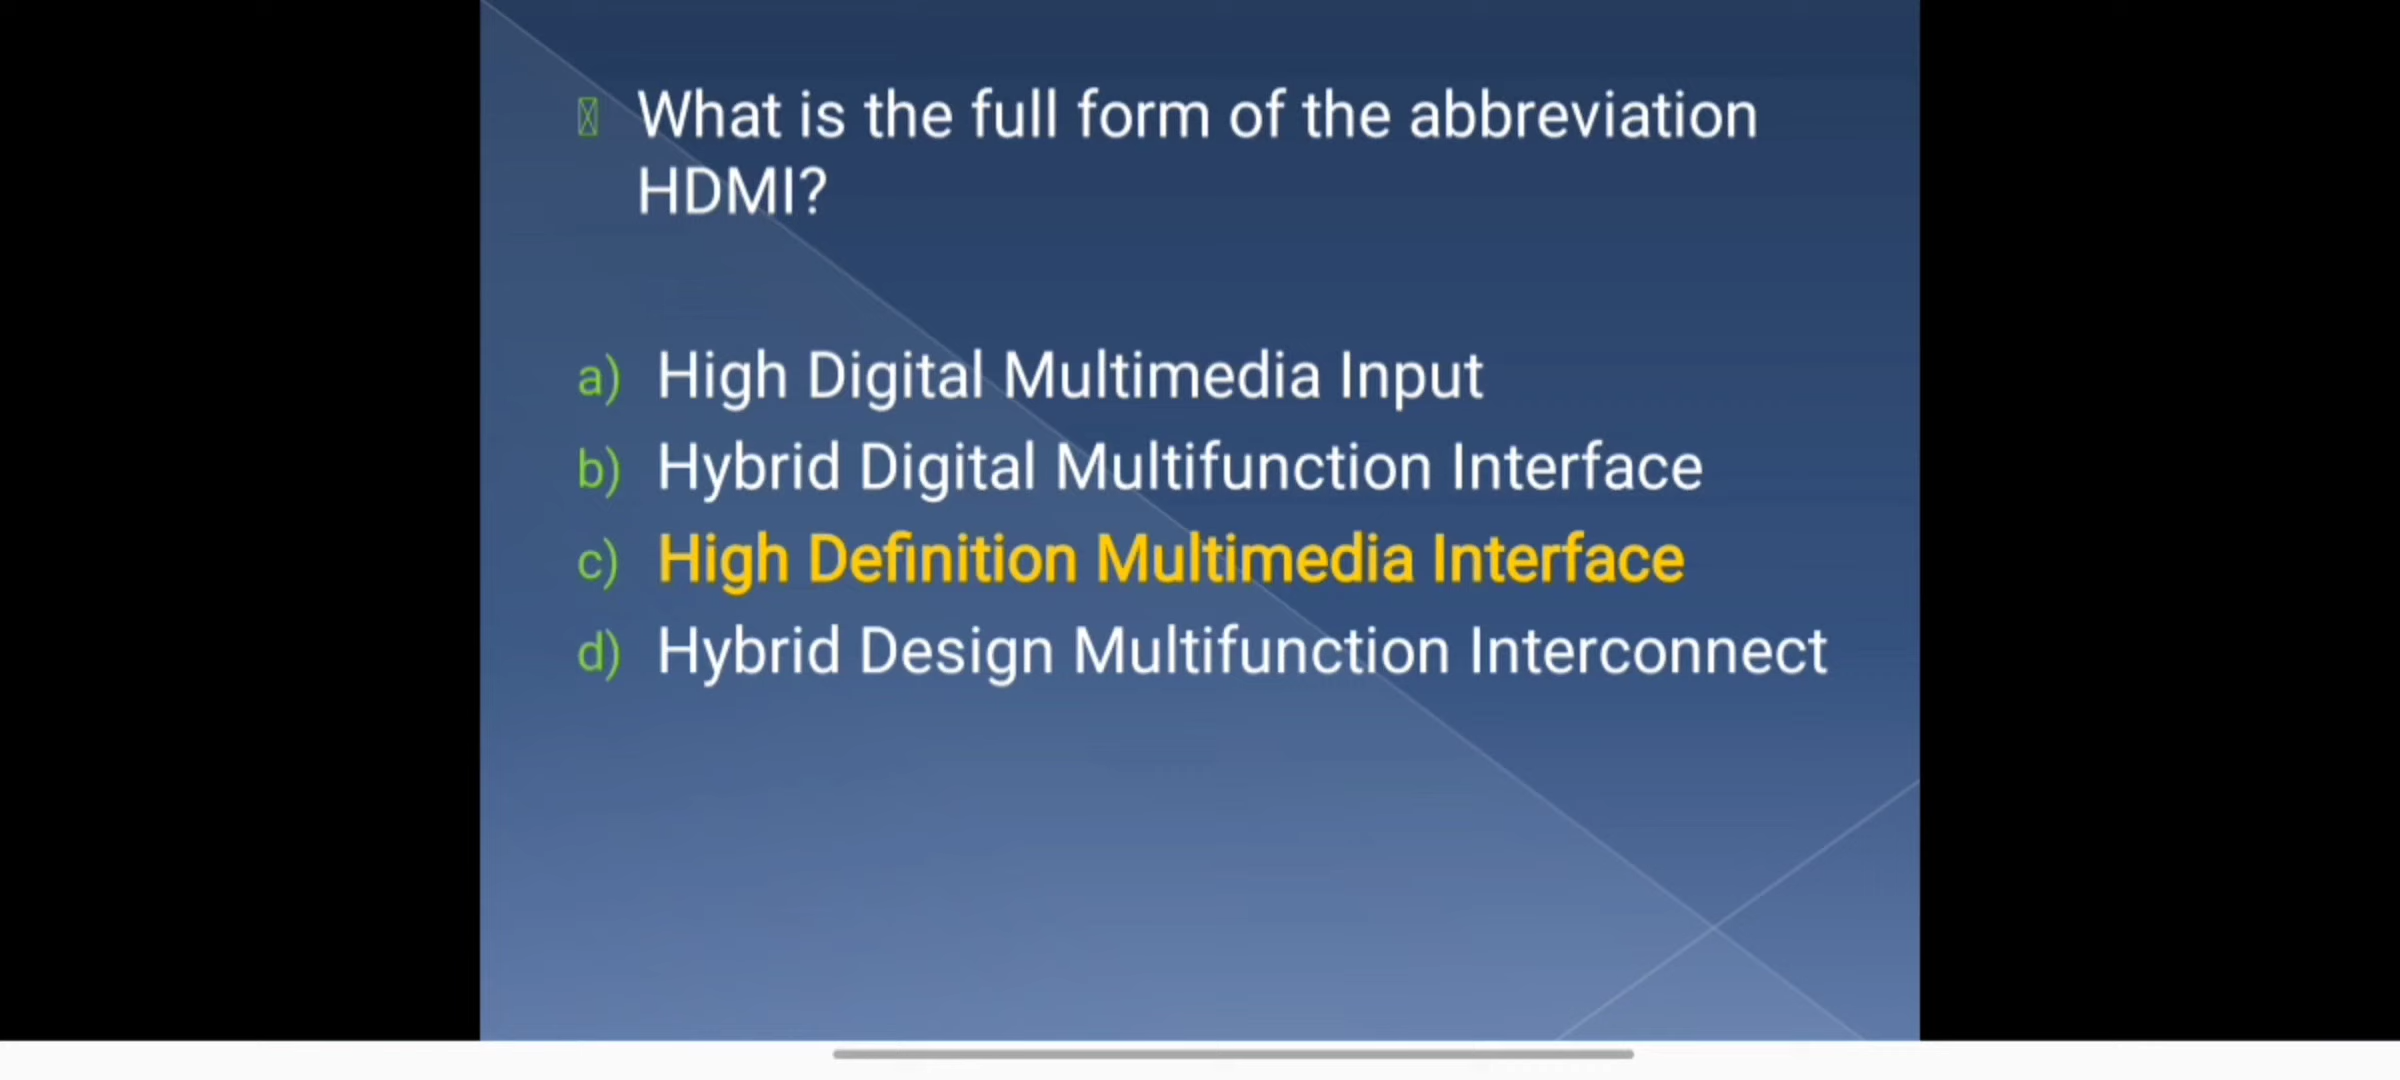 What is the full form of the abbreviation
HDMI?
a) High Digital Multimedia Input
b) Hybrid Digital Multifunction Interface
c) High Definition Multimedia Interface
d) Hybrid Design Multifunction Interconnect